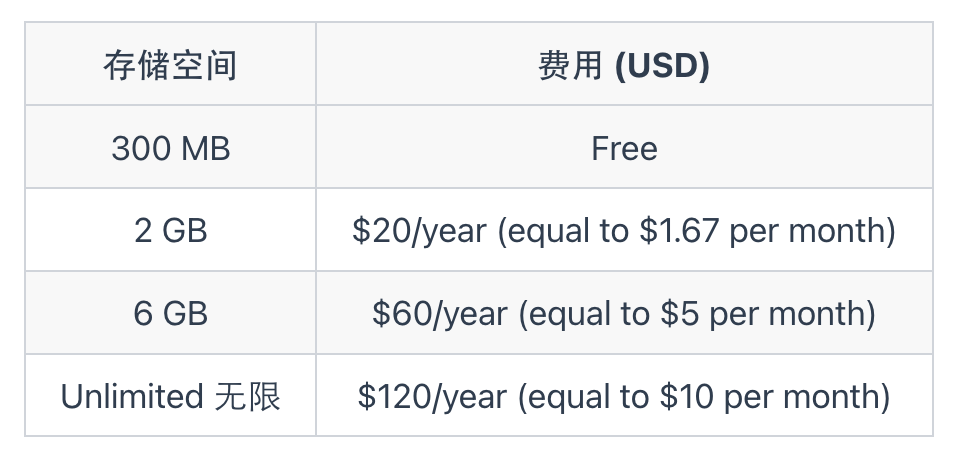 存储空间 费用 (USD)
300 MB Free
2 GB $20/year (equal to $1.67 per month)
6 GB $60/year (equal to $5 per month)
Unlimited 无限 $120/year (equal to $10 per month)